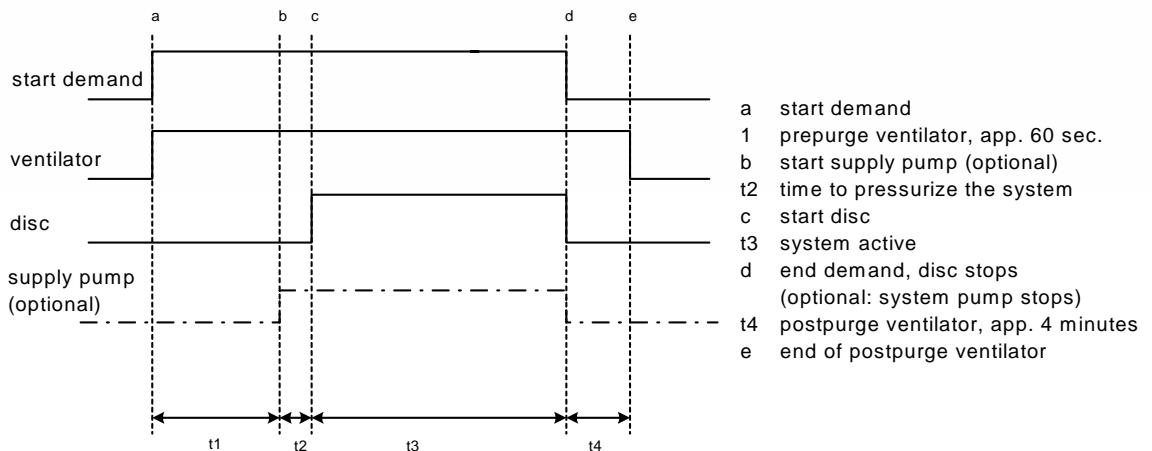 a b c d e
start demand
ventilator
disc
supply pump
(optional)
t1 t2 t3 t4
a start demand
1 prepurge ventilator, app. 60 sec.
b start supply pump (optional)
t2 time to pressurize the system
c start disc
t3 system active
d end demand, disc stops
(optional: system pump stops)
t4 postpurge ventilator, app. 4 minutes
e end of postpurge ventilator